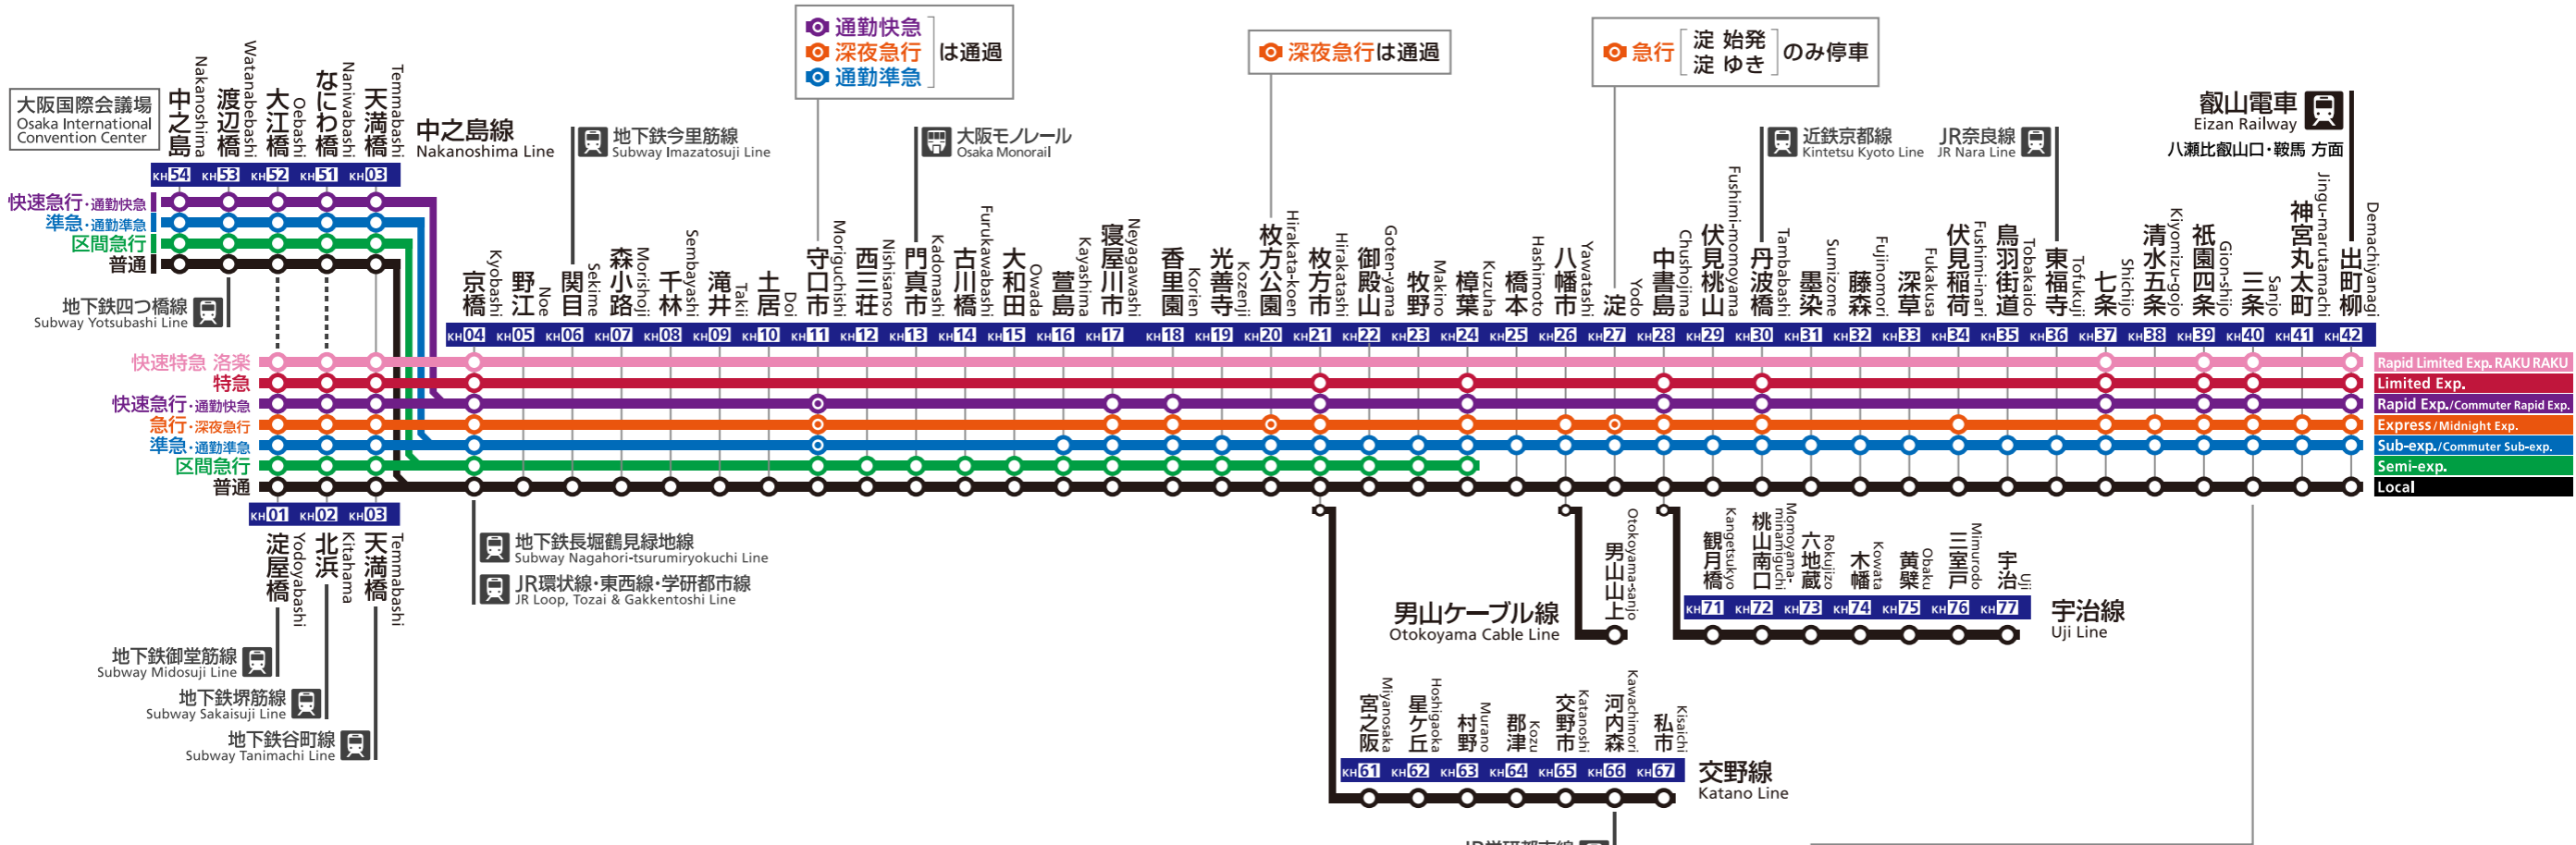 通勤快急
深夜急行
通勤準急
は通過
深夜急行は通過
急行
淀 始発
淀 ゆき
のみ停車
大阪国際会議場
Osaka International
Convention Center
中之島
Nakanoshima
渡辺橋
Watanabebashi
大江橋
Oebashi
なにわ橋
Naniwabashi
天満橋
Temmabashi
中之島線
Nakanoshima Line
KH54
KH53
KH52
KH51
KH03
快速急行・通勤快急
準急・通勤準急
区間急行
普通
地下鉄四つ橋線
Subway Yotsubashi Line
地下鉄今里筋線
Subway Imazatosuji Line
大阪モノレール
Osaka Monorail
近鉄京都線
Kintetsu Kyoto Line
JR奈良線
JR Nara Line
叡山電車
Eizan Railway
八瀬比叡山口・鞍馬 方面
京橋
Kyobashi
野江
Noe
関目
Sekime
森小路
Morishoji
千林
Sembayashi
滝井
Takii
土居
Doi
守口市
Moriguchishi
西三荘
Nishisanso
門真市
Kadomashi
古川橋
Furukawabashi
大和田
Owada
萱島
Kayashima
寝屋川市
Neyagawashi
香里園
Korien
光善寺
Kozenji
枚方公園
Hirakata-koen
枚方市
Hirakatashi
御殿山
Goten-yama
牧野
Makino
樟葉
Kuzuha
橋本
Hashimoto
八幡市
Yawatashi
淀
Yodo
中書島
Chushojima
伏見桃山
Fushimi-momoyama
丹波橋
Tambabashi
墨染
Sumizome
藤森
Fujinomori
深草
Fukakusa
伏見稲荷
Fushimi-inari
鳥羽街道
Tobakaido
東福寺
Tofukuji
七条
Shichijo
清水五条
Kiyomizu-gojo
祇園四条
Gion-shijo
三条
Sanjo
神宮丸太町
Jingu-marutamachi
出町柳
Demachiyanagi
KH04
KH05
KH06
KH07
KH08
KH09
KH10
KH11
KH12
KH13
KH14
KH15
KH16
KH17
KH18
KH19
KH20
KH21
KH22
KH23
KH24
KH25
KH26
KH27
KH28
KH29
KH30
KH31
KH32
KH33
KH34
KH35
KH36
KH37
KH38
KH39
KH40
KH41
KH42
快速特急 洛楽
Rapid Limited Exp. RAKU RAKU
特急
Limited Exp.
快速急行・通勤快急
Rapid Exp./Commuter Rapid Exp.
急行・深夜急行
Express/Midnight Exp.
準急・通勤準急
Sub-exp./Commuter Sub-exp.
区間急行
Semi-exp.
普通
Local
KH01
KH02
KH03
淀屋橋
Yodoyabashi
北浜
Kitahama
天満橋
Temmabashi
地下鉄御堂筋線
Subway Midosuji Line
地下鉄堺筋線
Subway Sakaisuji Line
地下鉄谷町線
Subway Tanimachi Line
地下鉄長堀鶴見緑地線
Subway Nagahori-tsurumiryokuchi Line
JR環状線・東西線・学研都市線
JR Loop, Tozai & Gakkentoshi Line
男山山上
Otokoyama-sanjo
男山ケーブル線
Otokoyama Cable Line
観月橋
Kangetsukyo
桃山南口
Momoyama-
minamiguchi
六地蔵
Rokujizo
木幡
Kowata
黄檗
Obaku
三室戸
Mimurodo
宇治
Uji
KH71
KH72
KH73
KH74
KH75
KH76
KH77
宇治線
Uji Line
宮之阪
Miyanosaka
星ケ丘
Hoshigaoka
村野
Murano
郡津
Kozu
交野市
Katanoshi
河内森
Kawachimori
私市
Kisaichi
KH61
KH62
KH63
KH64
KH65
KH66
KH67
交野線
Katano Line
JR学研都市線